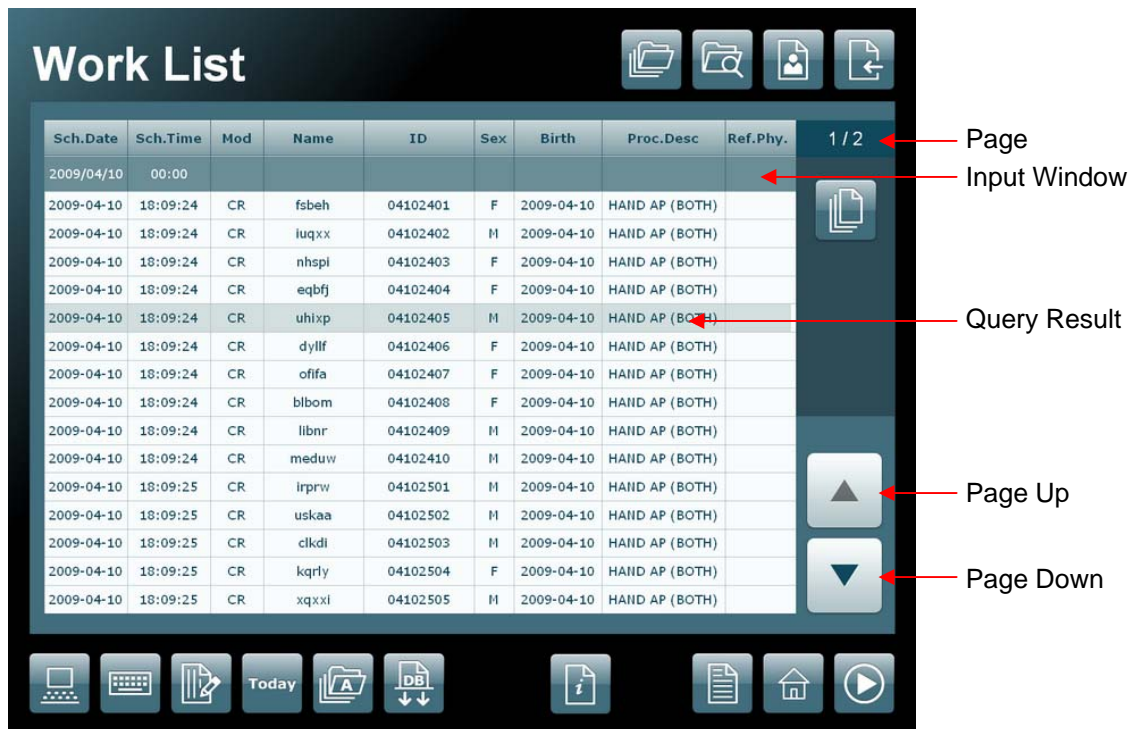 Work List
Sch.Date Sch.Time Mod Name ID Sex Birth Proc.Desc Ref.Phy. 1 / 2 Page
2009/04/10 00:00 Input Window
2009-04-10 18:09:24 CR fsbeh 04102401 F 2009-04-10 HAND AP (BOTH)
2009-04-10 18:09:24 CR iuqxx 04102402 M 2009-04-10 HAND AP (BOTH)
2009-04-10 18:09:24 CR nhspi 04102403 F 2009-04-10 HAND AP (BOTH)
2009-04-10 18:09:24 CR eqbfj 04102404 F 2009-04-10 HAND AP (BOTH)
2009-04-10 18:09:24 CR uhixp 04102405 M 2009-04-10 HAND AP (BOTH) Query Result
2009-04-10 18:09:24 CR dyllf 04102406 F 2009-04-10 HAND AP (BOTH)
2009-04-10 18:09:24 CR ofifa 04102407 F 2009-04-10 HAND AP (BOTH)
2009-04-10 18:09:24 CR blbom 04102408 F 2009-04-10 HAND AP (BOTH)
2009-04-10 18:09:24 CR libnr 04102409 M 2009-04-10 HAND AP (BOTH)
2009-04-10 18:09:24 CR meduw 04102410 M 2009-04-10 HAND AP (BOTH)
2009-04-10 18:09:25 CR irprw 04102501 M 2009-04-10 HAND AP (BOTH) Page Up
2009-04-10 18:09:25 CR uskaa 04102502 M 2009-04-10 HAND AP (BOTH)
2009-04-10 18:09:25 CR clkdi 04102503 M 2009-04-10 HAND AP (BOTH)
2009-04-10 18:09:25 CR kqrly 04102504 F 2009-04-10 HAND AP (BOTH) Page Down
2009-04-10 18:09:25 CR xqxxi 04102505 M 2009-04-10 HAND AP (BOTH)
Today A DB i